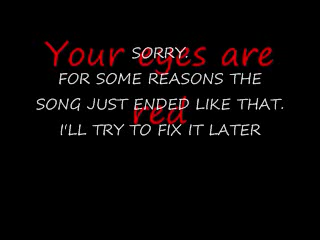 Your eyes are
red
SORRY.
FOR SOME REASONS THE
SONG JUST ENDED LIKE THAT.
I'LL TRY TO FIX IT LATER